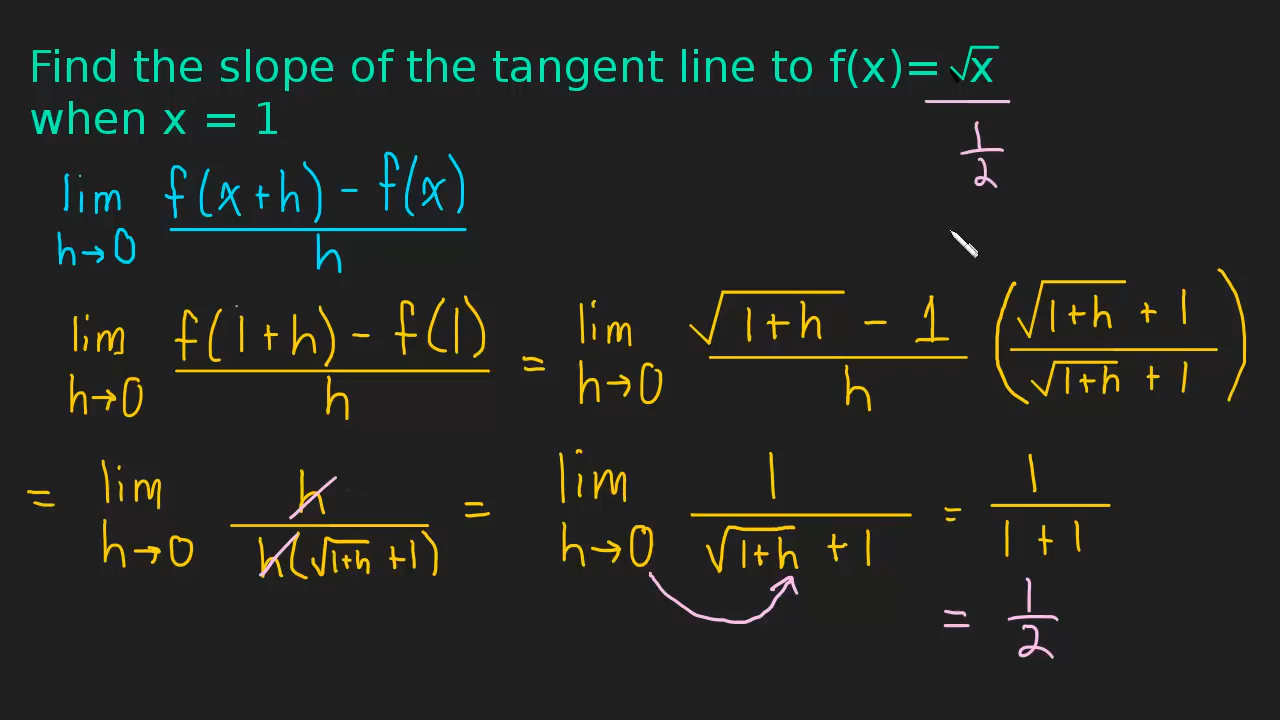 Find the slope of the tangent line to f(x)= √x
when x = 1
1/2
lim h→0 (f(x+h) - f(x))/h
lim h→0 (f(1+h) - f(1))/h = lim h→0 (√(1+h) - 1)/h ((√(1+h) + 1)/(√(1+h) + 1))
= lim h→0 h/(h(√(1+h) +1)) = lim h→0 1/(√(1+h) + 1) = 1/(1+1)
= 1/2